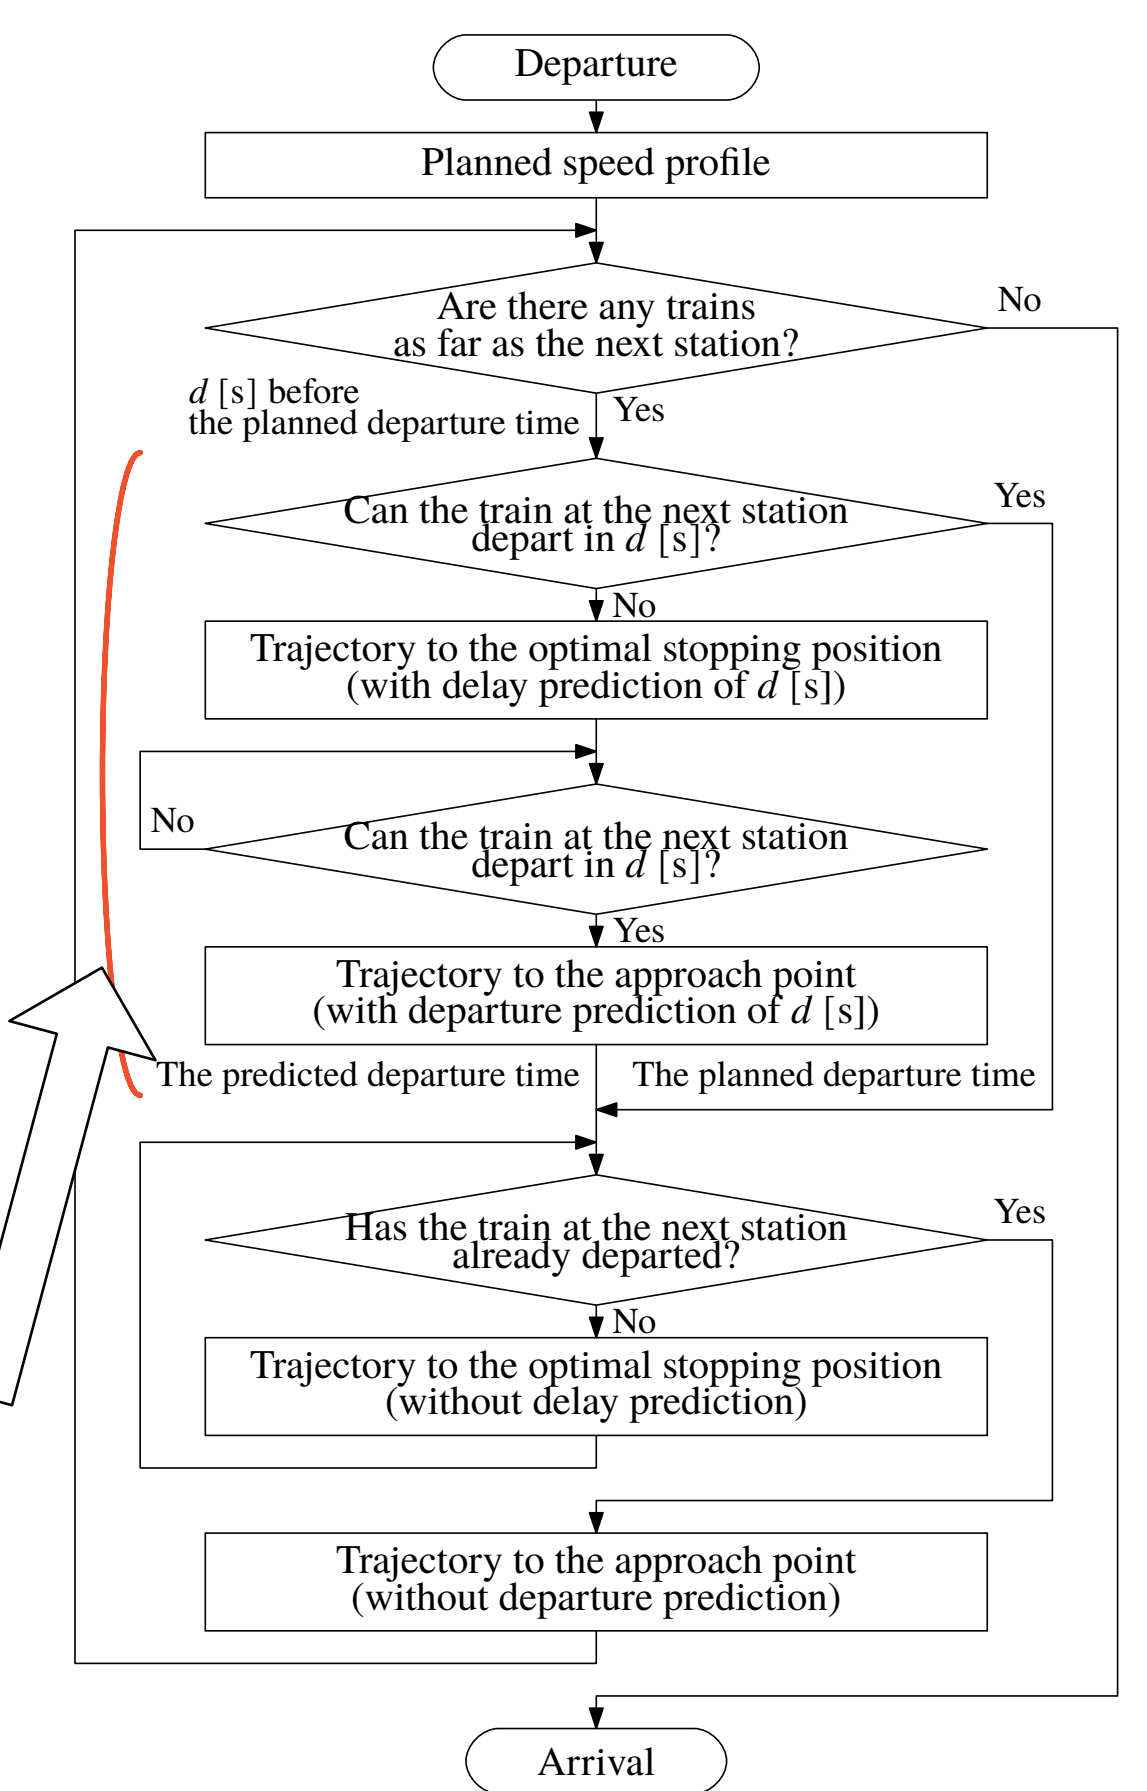 Departure
Planned speed profile
Are there any trains
as far as the next station?
No
d [s] before
the planned departure time
Yes
Can the train at the next station
depart in d [s]?
Yes
No
Trajectory to the optimal stopping position
(with delay prediction of d [s])
No
Can the train at the next station
depart in d [s]?
Yes
Trajectory to the approach point
(with departure prediction of d [s])
The predicted departure time
The planned departure time
Has the train at the next station
already departed?
Yes
No
Trajectory to the optimal stopping position
(without delay prediction)
Trajectory to the approach point
(without departure prediction)
Arrival